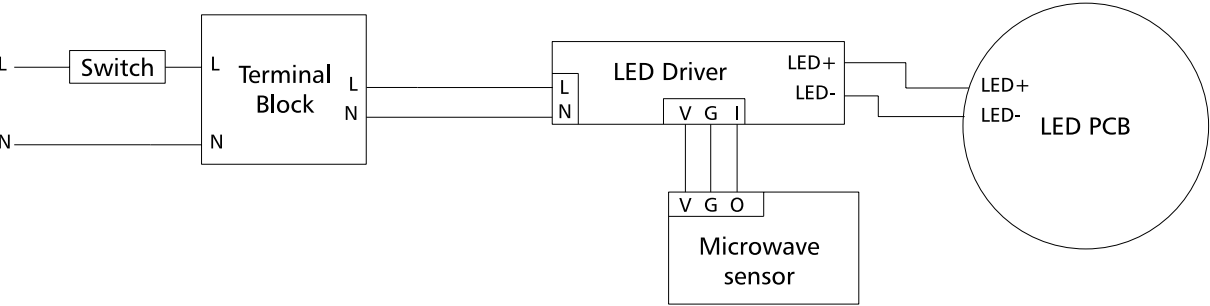 L
Switch
L
Terminal
Block
L
N
N
N
L
N
LED Driver
LED+
LED-
V G I
V G O
Microwave
sensor
LED+
LED-
LED PCB